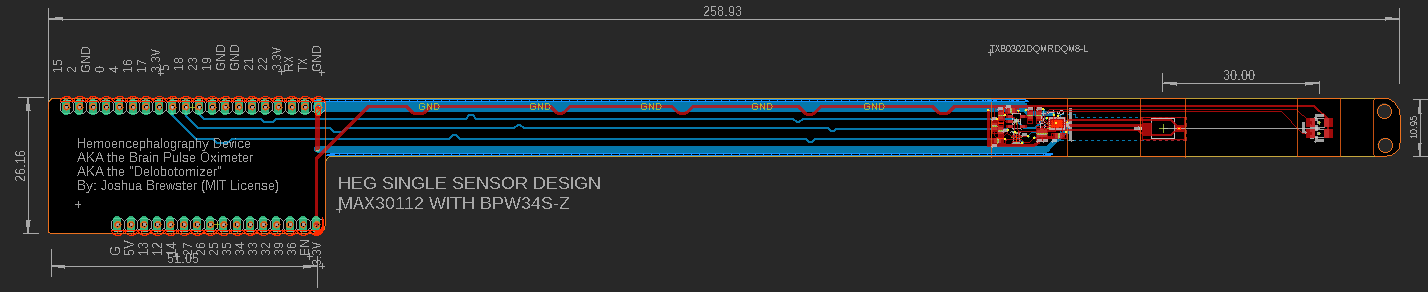 258.93
TXB0302DQMRDQM8-L
30.00
15
2
GND
0
4
16
17
3.3V
5
18
23
19
GND
GND
21
22
3.3V
RX
TX
GND
GND GND GND GND GND
10.95
26.16
Hemoencephalography Device
AKA the Brain Pulse Oximeter
AKA the "Delobotomizer"
By: Joshua Brewster (MIT License)
HEG SINGLE SENSOR DESIGN
MAX30112 WITH BPW34S-Z
G
5V
13
12
14
27
26
25
35
34
33
32
39
36
EN
3.3V
51.05